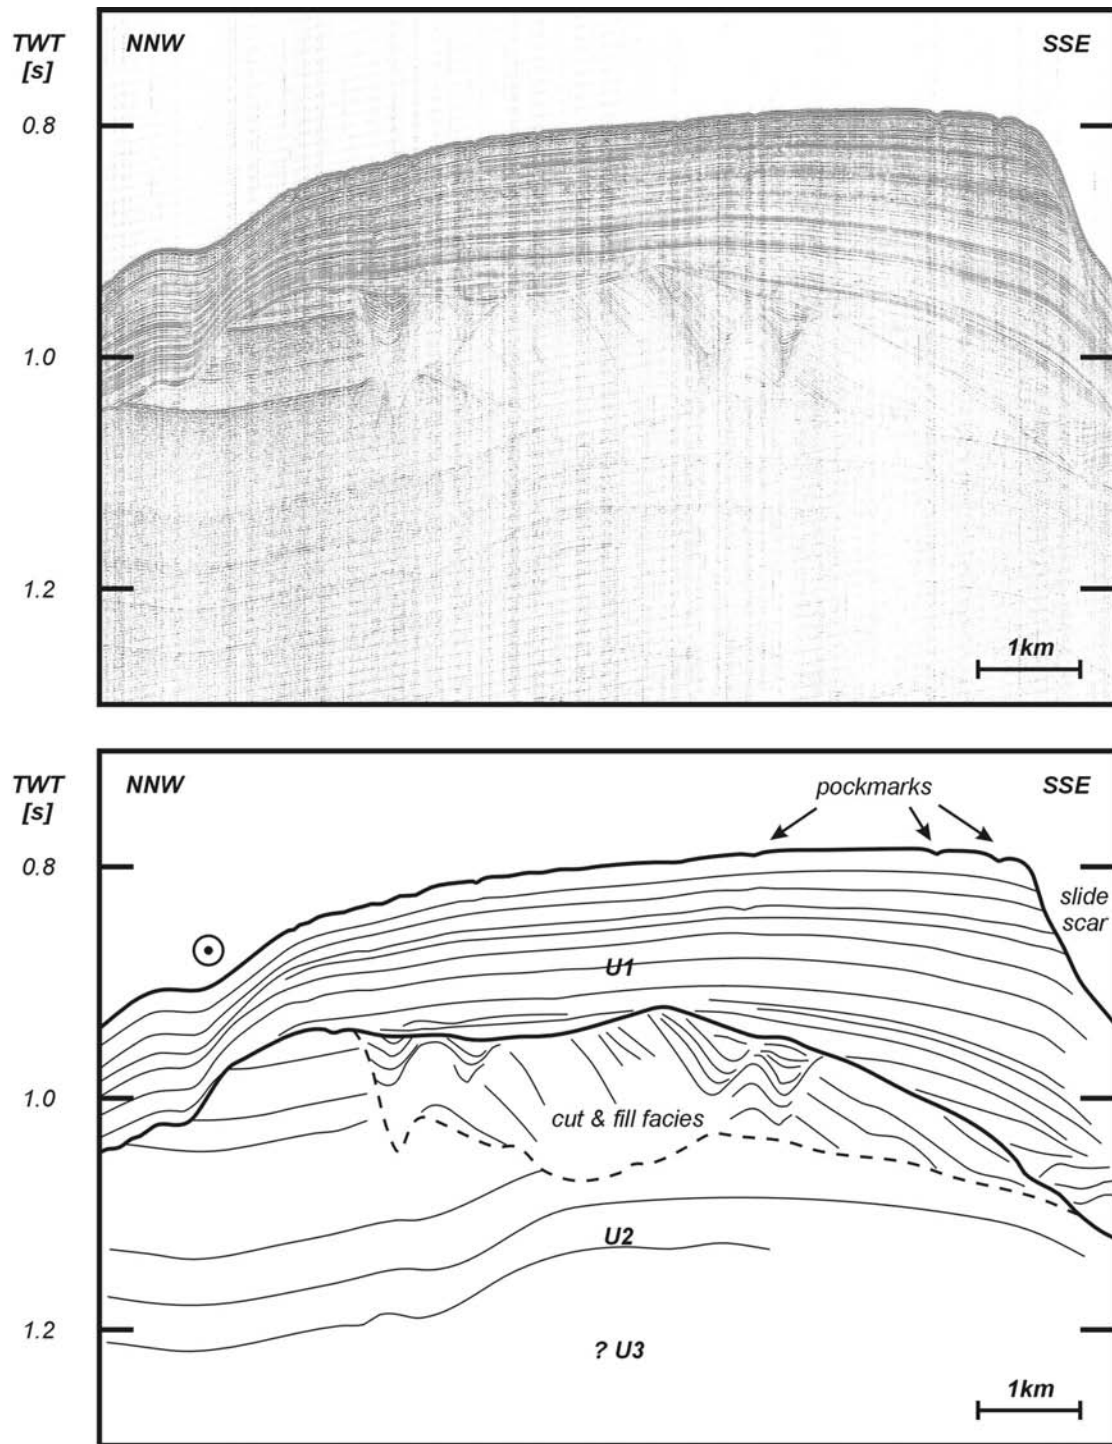 TWT NNW SSE
[s]
0.8
1.0
1.2
1km
TWT NNW SSE
[s]
pockmarks
0.8
slide
scar
U1
1.0
cut & fill facies
U2
1.2
? U3
1km